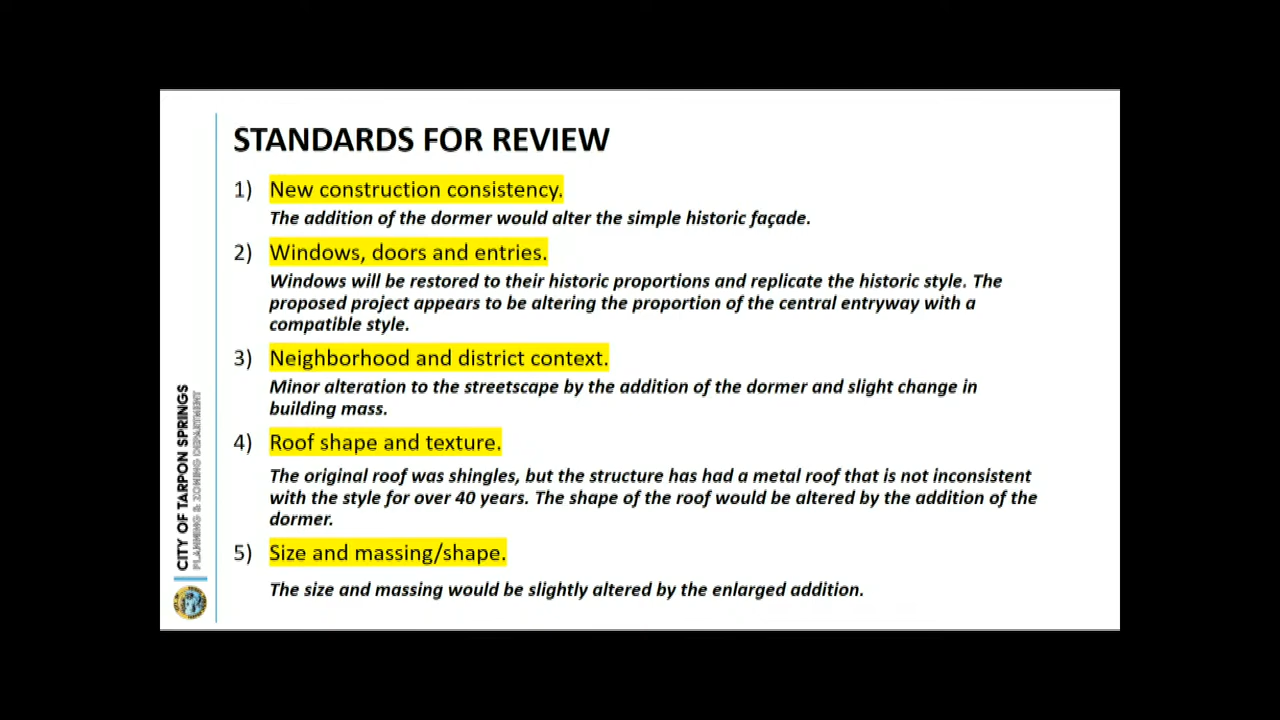 STANDARDS FOR REVIEW
1) New construction consistency.
The addition of the dormer would alter the simple historic façade.
2) Windows, doors and entries.
Windows will be restored to their historic proportions and replicate the historic style. The
proposed project appears to be altering the proportion of the central entryway with a
compatible style.
3) Neighborhood and district context.
Minor alteration to the streetscape by the addition of the dormer and slight change in
building mass.
4) Roof shape and texture.
The original roof was shingles, but the structure has had a metal roof that is not inconsistent
with the style for over 40 years. The shape of the roof would be altered by the addition of the
dormer.
5) Size and massing/shape.
The size and massing would be slightly altered by the enlarged addition.
CITY OF TARPON SPRINGS
PLANNING & ZONING DEPARTMENT